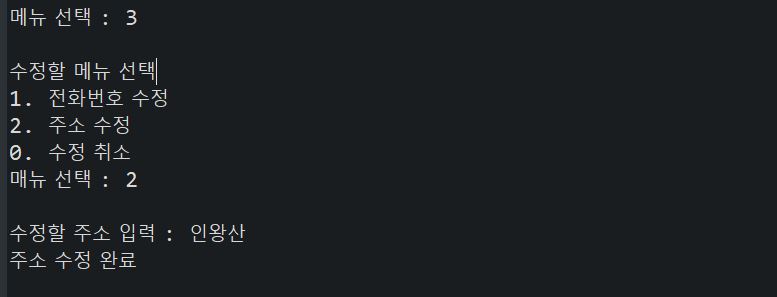 메뉴 선택 : 3
수정할 메뉴 선택
1. 전화번호 수정
2. 주소 수정
0. 수정 취소
매뉴 선택 : 2
수정할 주소 입력 : 인왕산
주소 수정 완료